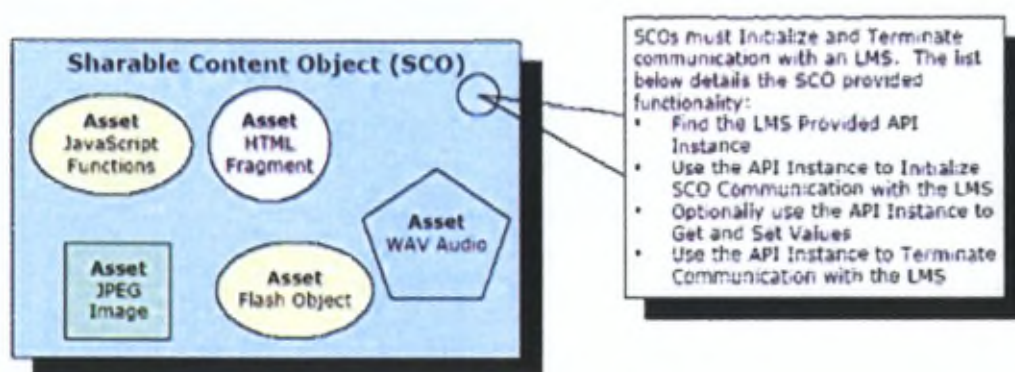 Sharable Content Object (SCO)
Asset
JavaScript
Functions
Asset
HTML
Fragment
Asset
WAV Audio
Asset
JPEG
Image
Asset
Flash Object
SCOs must Initialize and Terminate
communication with an LMS. The list
below details the SCO provided
functionality:
• Find the LMS Provided API
Instance
• Use the API Instance to Initialize
SCO Communication with the LMS
• Optionally use the API Instance to
Get and Set Values
• Use the API Instance to Terminate
Communication with the LMS